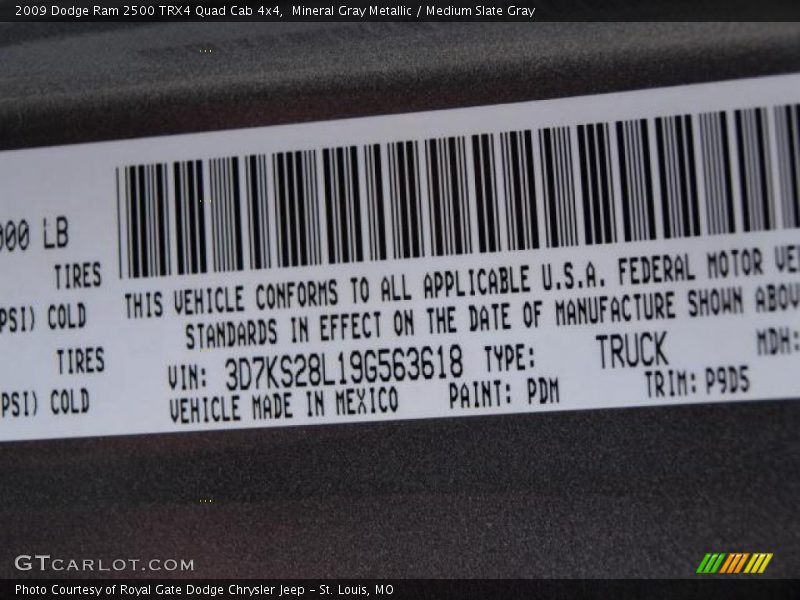 2009 Dodge Ram 2500 TRX4 Quad Cab 4x4, Mineral Gray Metallic / Medium Slate Gray
LB
TIRES
THIS VEHICLE CONFORMS TO ALL APPLICABLE U.S.A. FEDERAL MOTOR
PSI) COLD
STANDARDS IN EFFECT ON THE DATE OF MANUFACTURE SHOWN
TIRES
VIN: 3D7KS28L19G563618 TYPE: TRUCK MDH:
PSI) COLD
VEHICLE MADE IN MEXICO PAINT: PDM TRIM: P9D5
GTCARLOT.COM
Photo Courtesy of Royal Gate Dodge Chrysler Jeep - St. Louis, MO